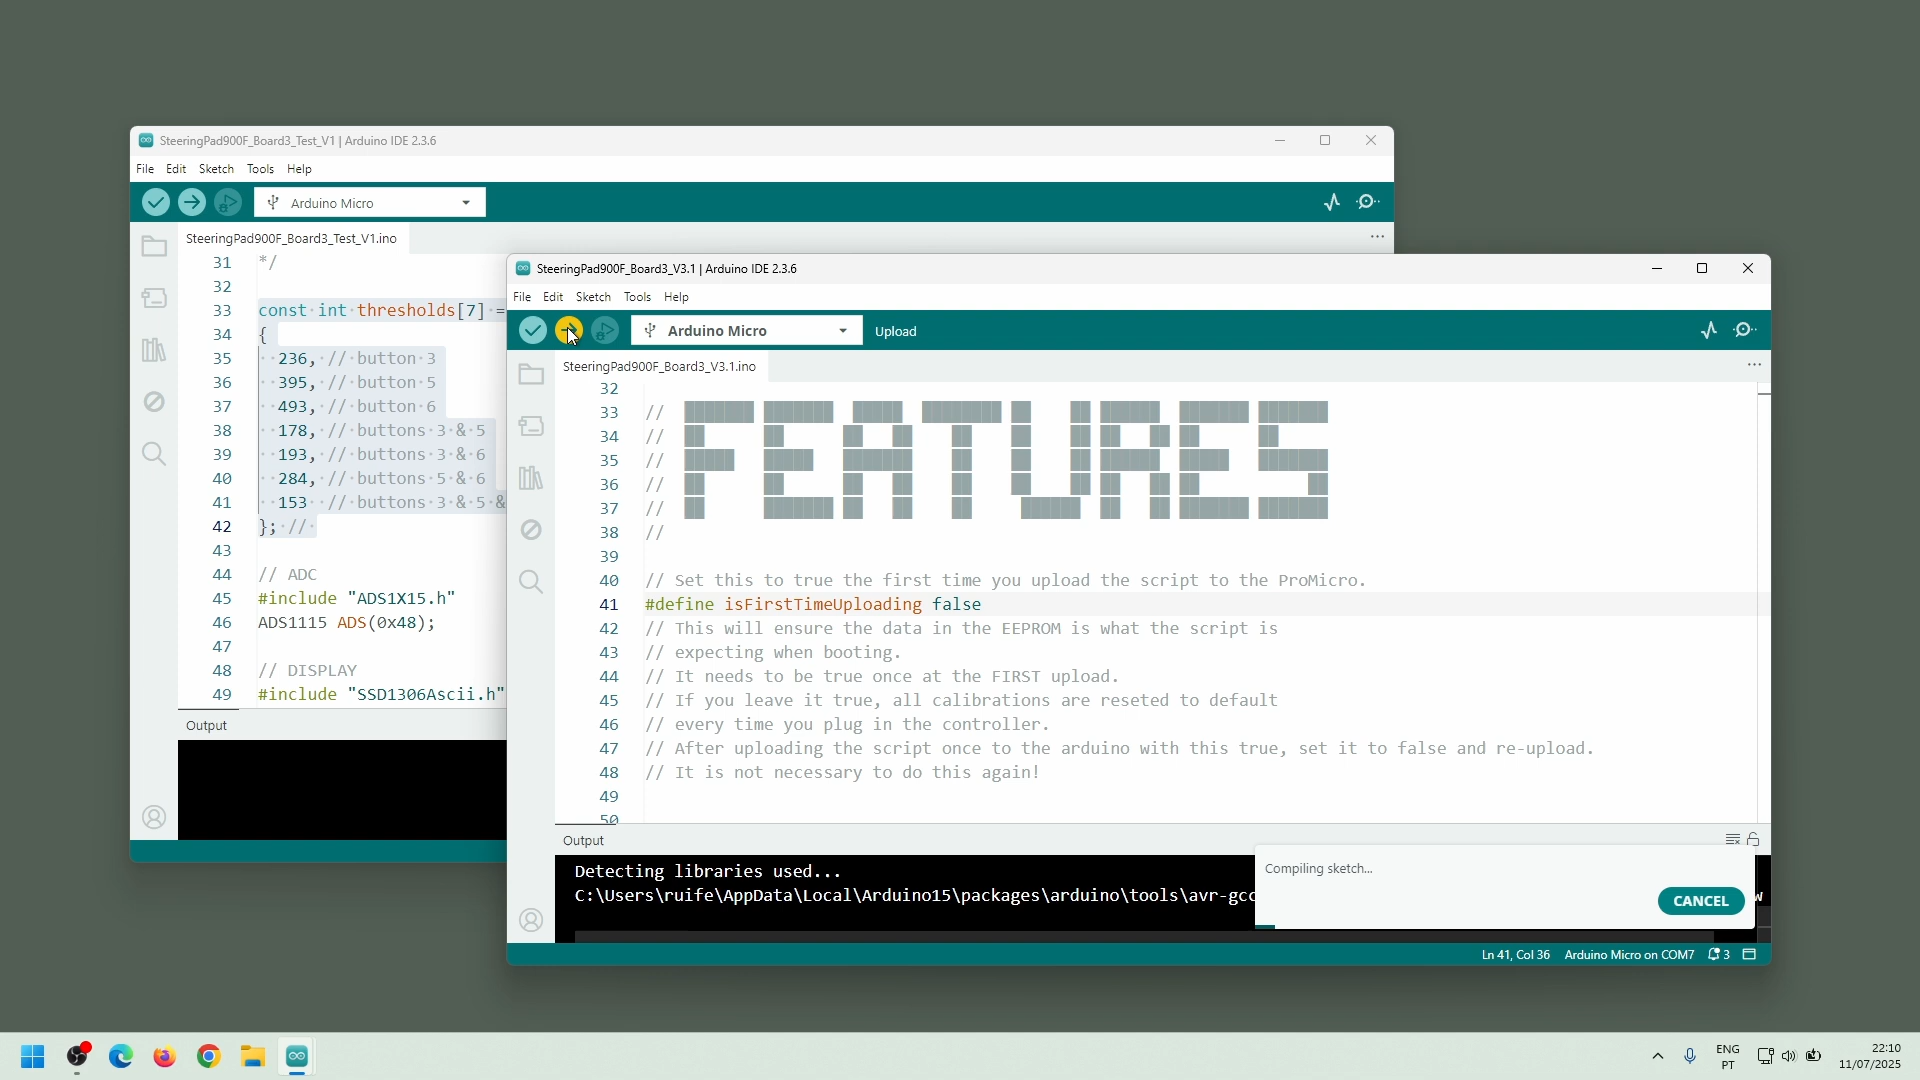 SteeringPad900F_Board3_Test_V1 | Arduino IDE 2.3.6
File Edit Sketch Tools Help
Arduino Micro
SteeringPad900F_Board3_Test_V1.ino
31 */
32
33 const int thresholds[7] =
34 {
35 236, // button 3
36 395, // button 5
37 493, // button 6
38 178, // buttons 3 & 5
39 193, // buttons 3 & 6
40 284, // buttons 5 & 6
41 153 // buttons 3 & 5 &
42 }; //
43
44 // ADC
45 #include "ADS1X15.h"
46 ADS1115 ADS(0x48);
47
48 // DISPLAY
49 #include "SSD1306Ascii.h"
Output
SteeringPad900F_Board3_V3.1 | Arduino IDE 2.3.6
File Edit Sketch Tools Help
Arduino Micro
Upload
SteeringPad900F_Board3_V3.1.ino
32
33 //
34 //
35 //
36 //
37 //
FEATURES
38 //
39
40 // Set this to true the first time you upload the script to the ProMicro.
41 #define isFirstTimeUploading false
42 // This will ensure the data in the EEPROM is what the script is
43 // expecting when booting.
44 // It needs to be true once at the FIRST upload.
45 // If you leave it true, all calibrations are reseted to default
46 // every time you plug in the controller.
47 // After uploading the script once to the arduino with this true, set it to false and re-upload.
48 // It is not necessary to do this again!
49
50
Output
Detecting libraries used...
C:\Users\ruife\AppData\Local\Arduino15\packages\arduino\tools\avr-gcc
Compiling sketch...
CANCEL
Ln 41, Col 36 Arduino Micro on COM7 3
ENG
PT
22:10
11/07/2025